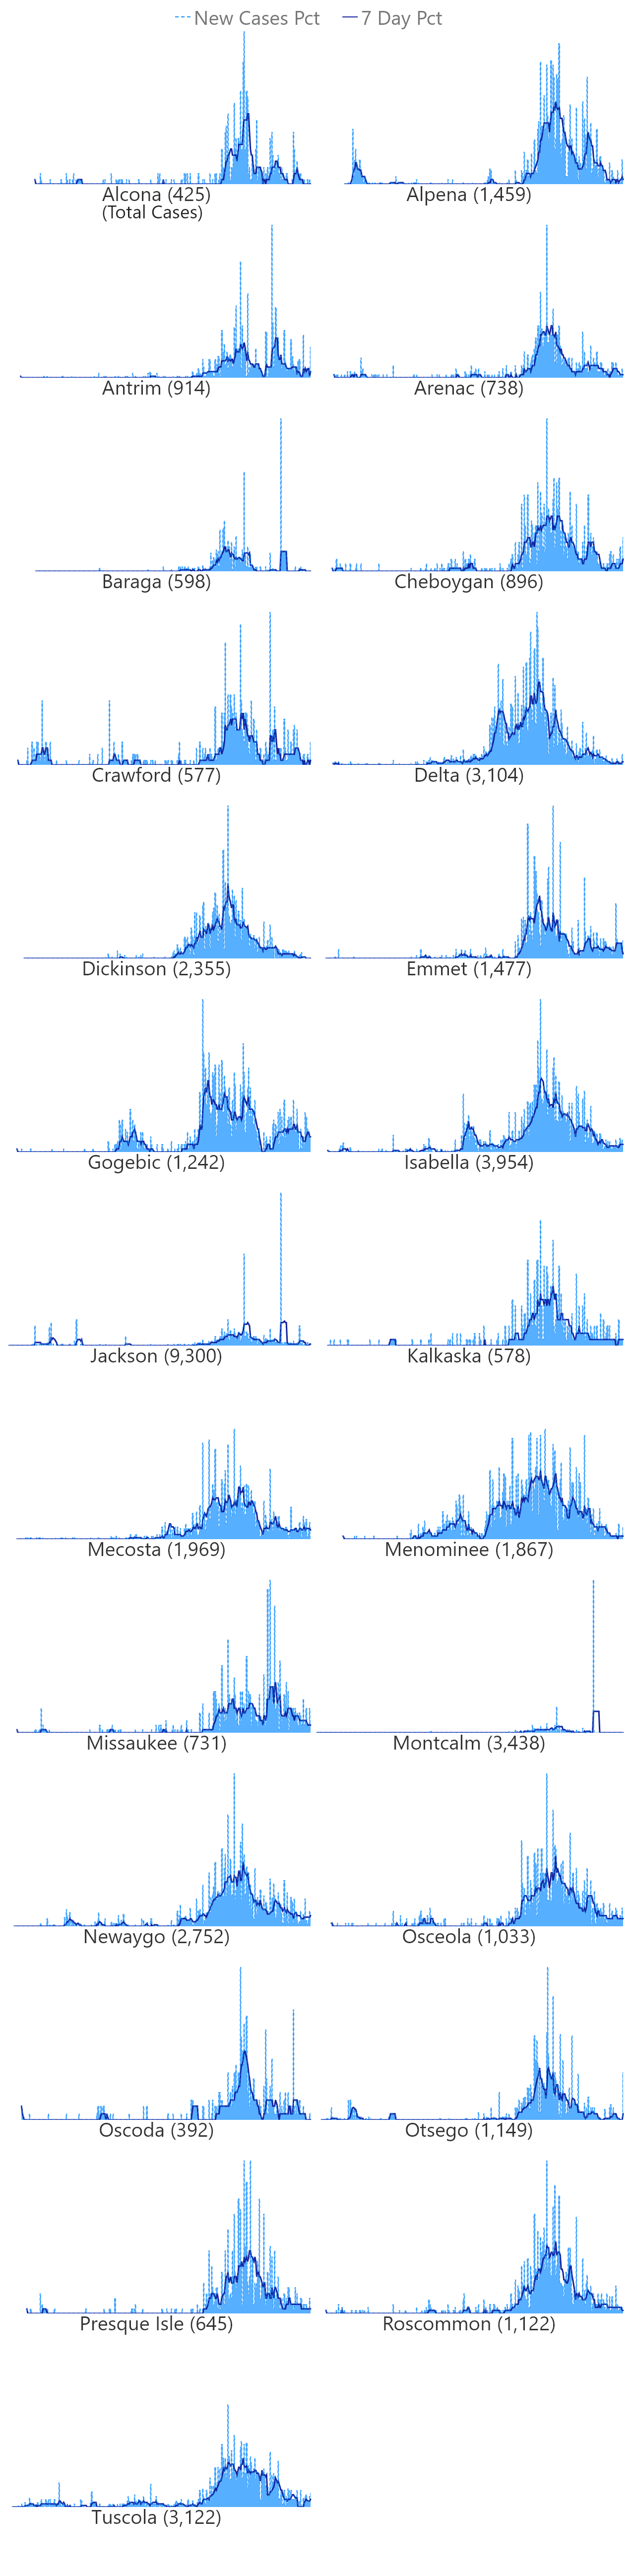 New Cases Pct 7 Day Pct
Alcona (425) Alpena (1,459)
(Total Cases)
Antrim (914) Arenac (738)
Baraga (598) Cheboygan (896)
Crawford (577) Delta (3,104)
Dickinson (2,355) Emmet (1,477)
Gogebic (1,242) Isabella (3,954)
Jackson (9,300) Kalkaska (578)
Mecosta (1,969) Menominee (1,867)
Missaukee (731) Montcalm (3,438)
Newaygo (2,752) Osceola (1,033)
Oscoda (392) Otsego (1,149)
Presque Isle (645) Roscommon (1,122)
Tuscola (3,122)